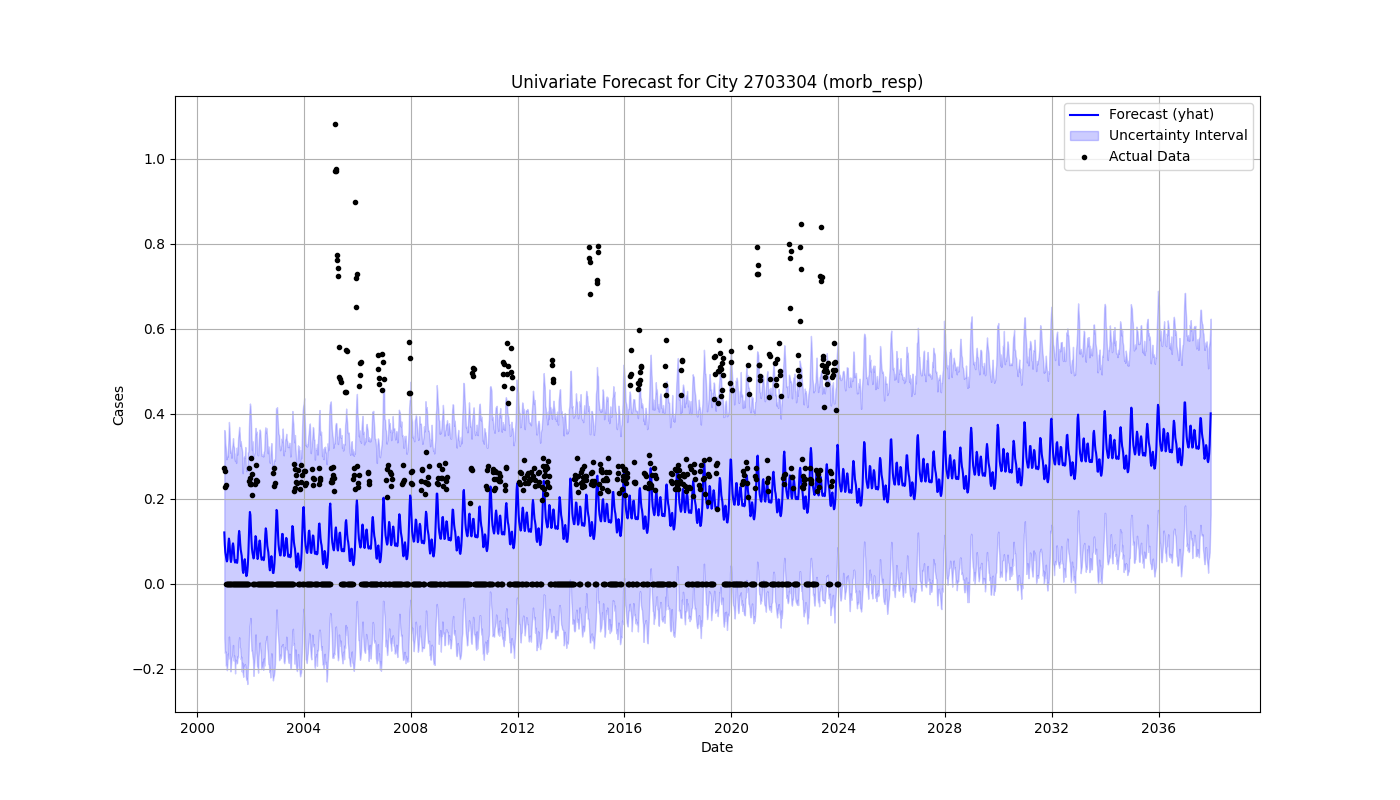 Univariate Forecast for City 2703304 (morb_resp)
Forecast (yhat)
Uncertainty Interval
Actual Data
Cases
1.0
0.8
0.6
0.4
0.2
0.0
−0.2
2000 2004 2008 2012 2016 2020 2024 2028 2032 2036
Date